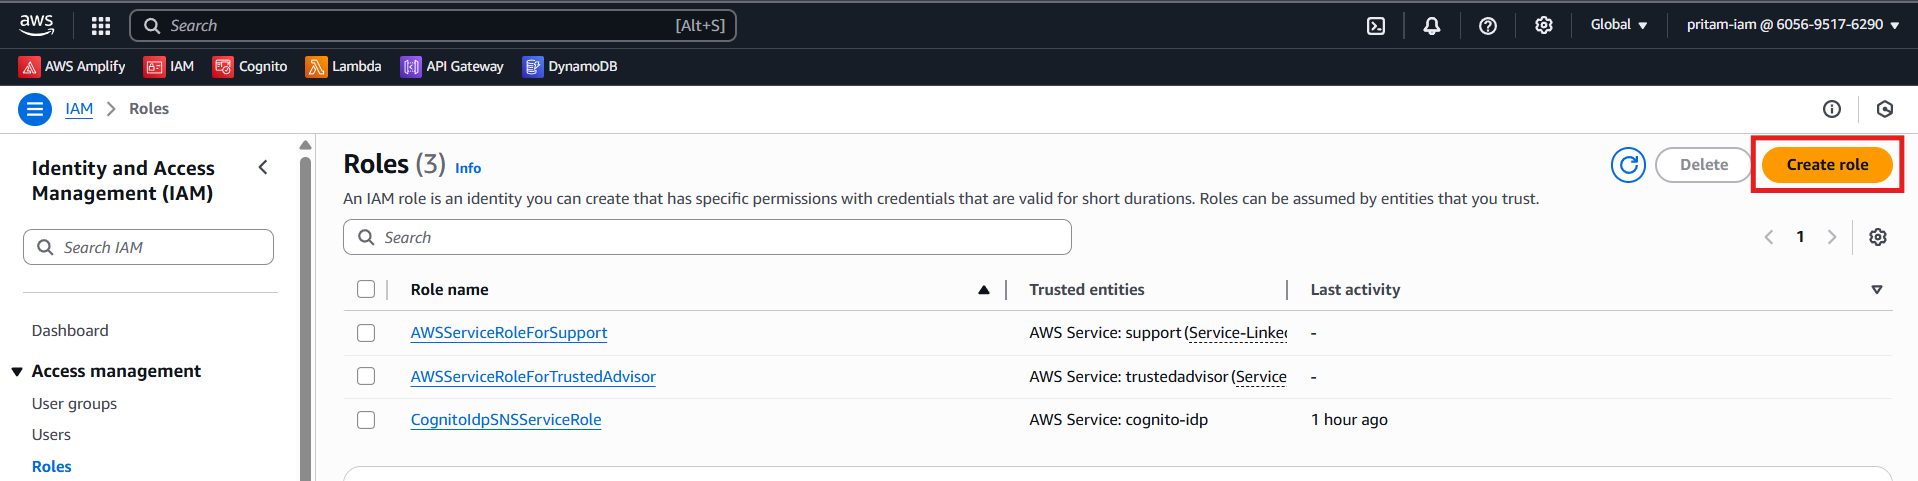 aws Search [Alt+S] Global pritam-iam @ 6056-9517-6290
AWS Amplify IAM Cognito Lambda API Gateway DynamoDB
IAM > Roles
Identity and Access
Management (IAM)
Search IAM
Dashboard
Access management
User groups
Users
Roles
Roles (3) Info
Delete Create role
An IAM role is an identity you can create that has specific permissions with credentials that are valid for short durations. Roles can be assumed by entities that you trust.
Search
1
Role name Trusted entities Last activity
AWSServiceRoleForSupport AWS Service: support (Service-Linked -
AWSServiceRoleForTrustedAdvisor AWS Service: trustedadvisor (Service -
CognitoIdpSNSServiceRole AWS Service: cognito-idp 1 hour ago